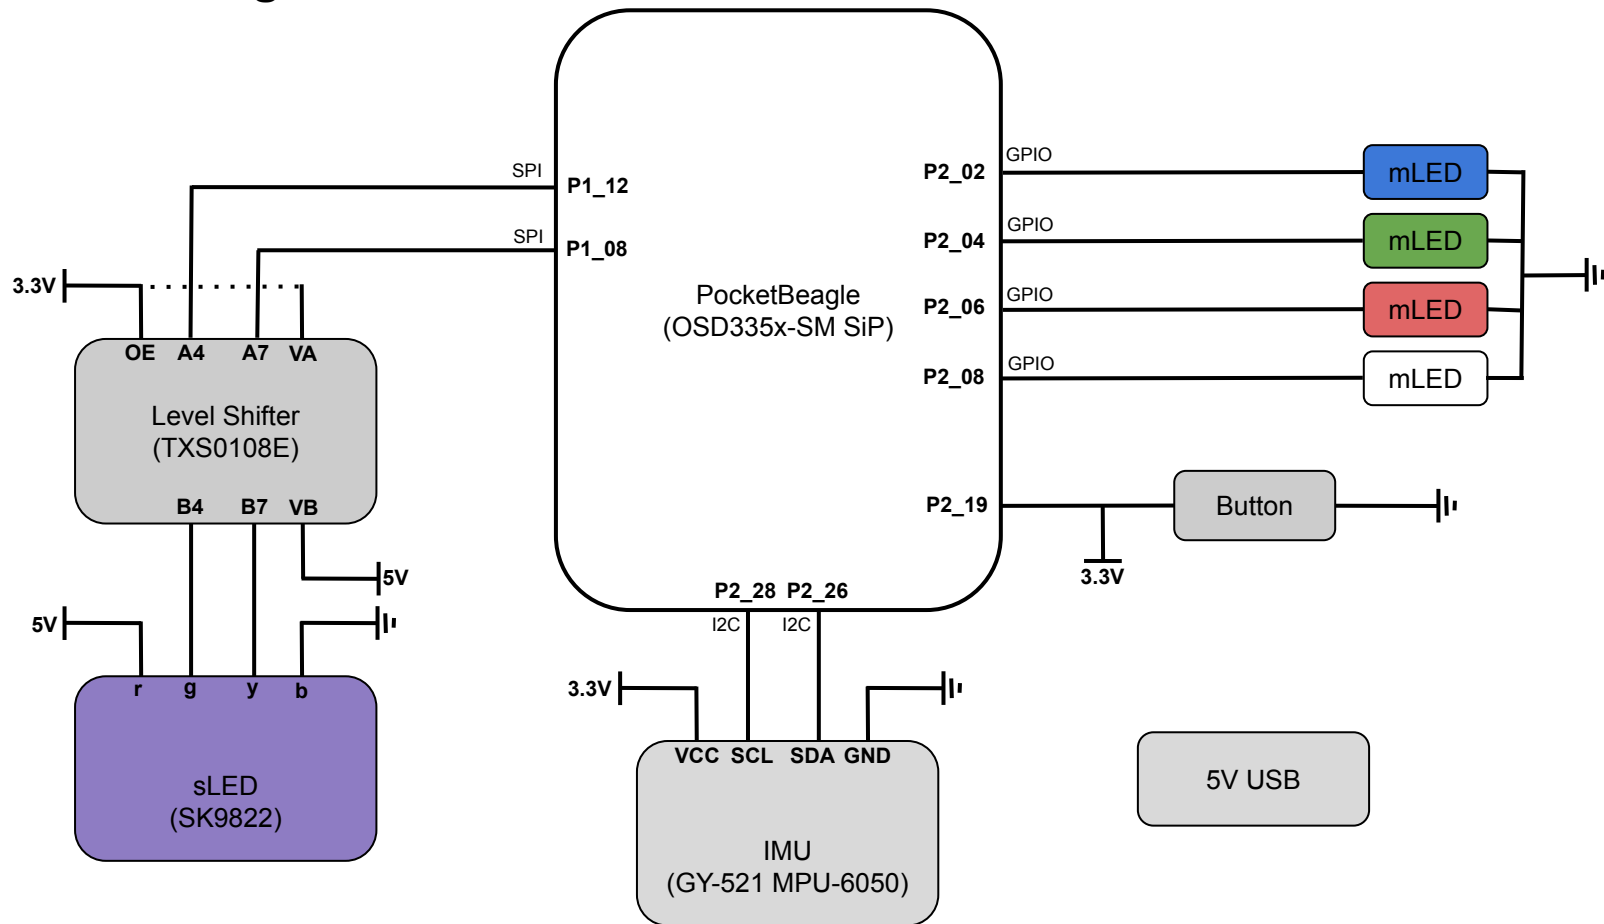 g
SPI
P1_12
SPI
P1_08
PocketBeagle
(OSD335x-SM SiP)
P2_02
GPIO
mLED
P2_04
GPIO
mLED
P2_06
GPIO
mLED
P2_08
GPIO
mLED
P2_19
Button
3.3V
P2_28 P2_26
I2C I2C
3.3V
OE A4 A7 VA
Level Shifter
(TXS0108E)
B4 B7 VB
5V
5V
r g y b
sLED
(SK9822)
3.3V
VCC SCL SDA GND
IMU
(GY-521 MPU-6050)
5V USB